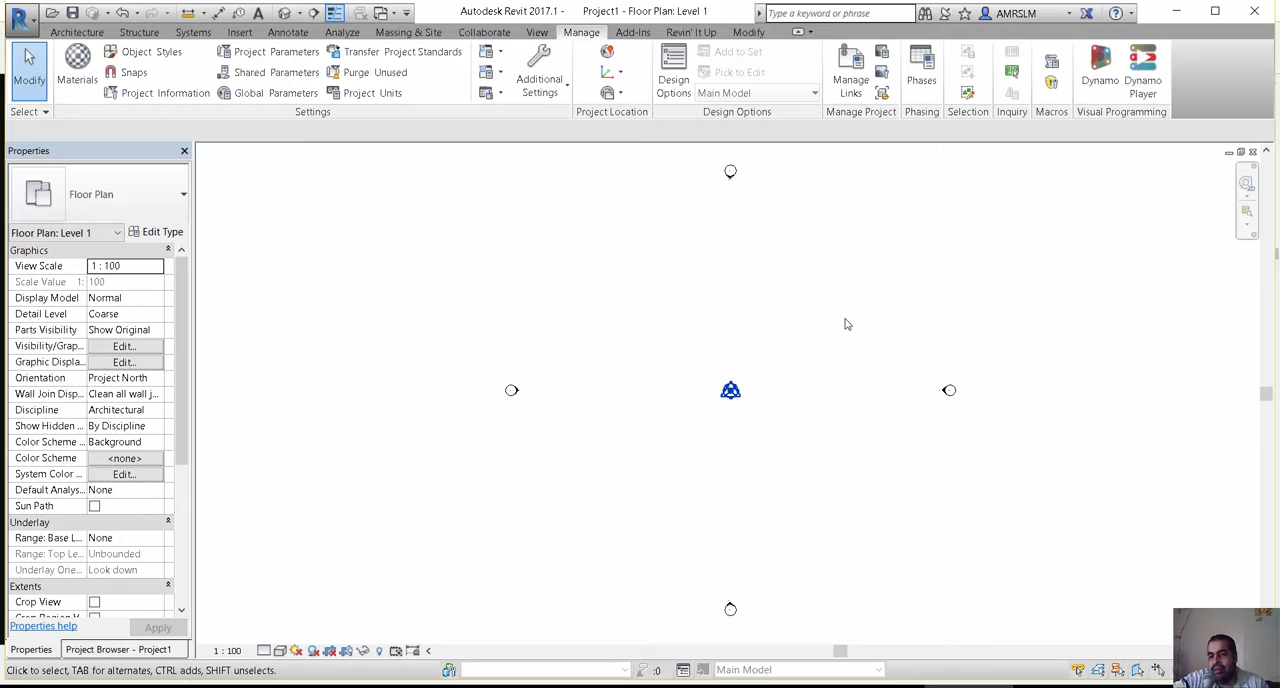 Autodesk Revit 2017.1 - Project1 - Floor Plan: Level 1
Type a keyword or phrase
AMRSLM
Architecture Structure Systems Insert Annotate Analyze Massing & Site Collaborate View Manage Add-Ins Revin' It Up Modify
Modify
Select
Materials
Object Styles
Snaps
Project Information
Project Parameters
Shared Parameters
Global Parameters
Transfer Project Standards
Purge Unused
Project Units
Additional
Settings
Settings
Project Location
Design
Options
Add to Set
Pick to Edit
Main Model
Design Options
Manage
Links
Manage Project
Phases
Phasing
Selection
Inquiry
Macros
Dynamo
Dynamo
Player
Visual Programming
Properties
Floor Plan
Floor Plan: Level 1
Edit Type
Graphics
View Scale 1 : 100
Scale Value 1: 100
Display Model Normal
Detail Level Coarse
Parts Visibility Show Original
Visibility/Grap... Edit...
Graphic Displa... Edit...
Orientation Project North
Wall Join Disp... Clean all wall j...
Discipline Architectural
Show Hidden ... By Discipline
Color Scheme ... Background
Color Scheme <none>
System Color ... Edit...
Default Analys... None
Sun Path
Underlay
Range: Base L... None
Range: Top Le... Unbounded
Underlay Orie... Look down
Extents
Crop View
Properties help
Apply
Properties
Project Browser - Project1
1 : 100
Click to select, TAB for alternates, CTRL adds, SHIFT unselects.
:0
Main Model